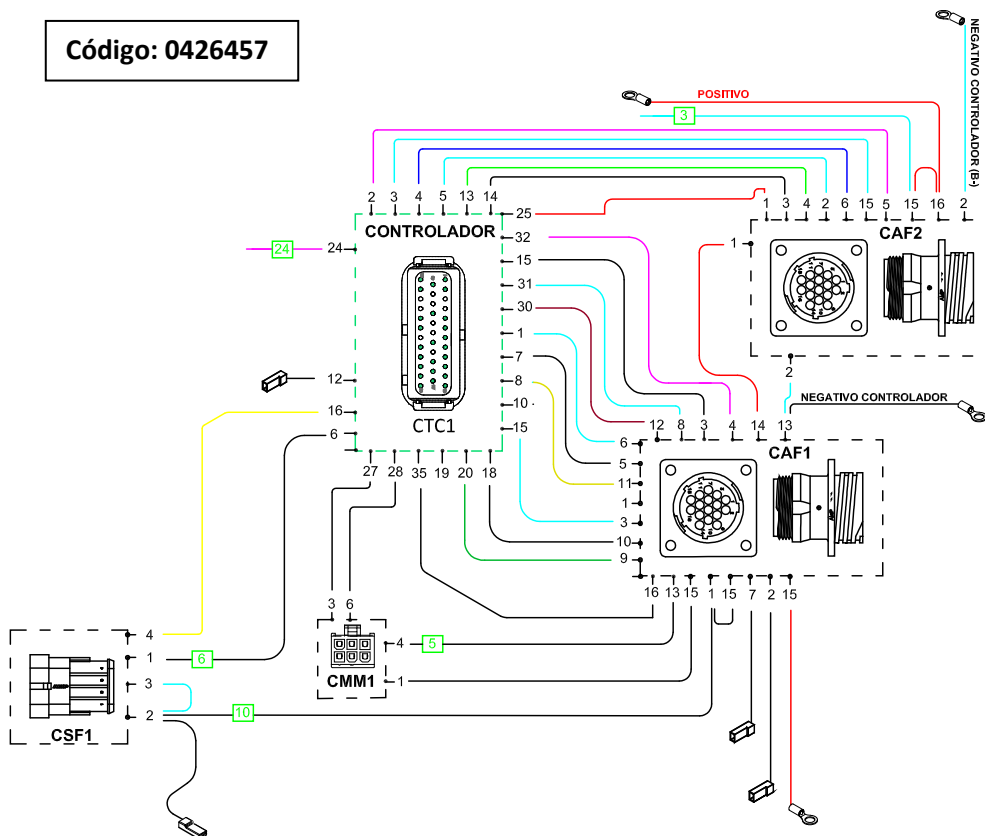 Código: 0426457
NEGATIVO CONTROLADOR (B-)
POSITIVO
3
2 3 4 5 13 14
25
1 3 4 2 6 15 5 15 16 2
CONTROLADOR
32
CAF2
24
24
15
1
31
30
1
2
7
12
8
NEGATIVO CONTROLADOR
16
10
CTC1
15
6
12 8 3 4 14 13
6
CAF1
27 28 35 19 20 18
5
11
1
3
10
9
16 13 15 1 15 7 2 15
3 6
4
4
5
1
6
CMM1
1
3
2
10
CSF1